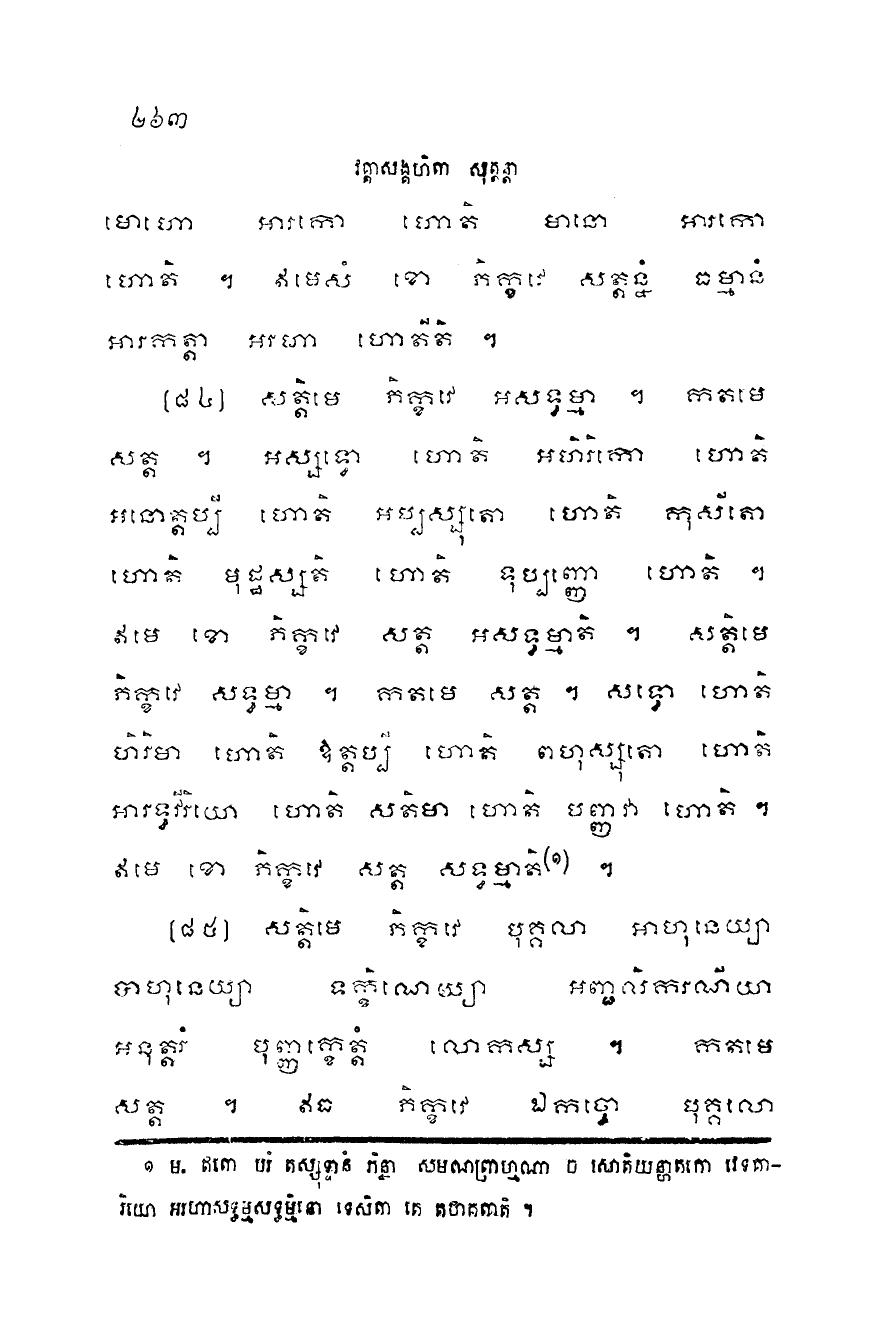 ២៦៣
វគ្គាសង្គហិតា សុត្តន្តា
មោហោ អារកោ ហោតិ មានោ អារកោ
ហោតិ ។ ឥមេសំ ខោ ភិក្ខវេ សត្តន្នំ ធម្មានំ
អារកត្តា អរហា ហោតីតិ ។
[៨៤] សត្តិមេ ភិក្ខវេ អសទ្ធម្មា ។ កតមេ
សត្ត ។ អស្សទ្ធោ ហោតិ អហិរិកោ ហោតិ
អនោត្តប្បី ហោតិ អប្បស្សុតោ ហោតិ កុសីតោ
ហោតិ មុដ្ឋស្សតិ ហោតិ ទុប្បញ្ញោ ហោតិ ។
ឥមេ ខោ ភិក្ខវេ សត្ត អសទ្ធម្មាតិ ។ សត្តិមេ
ភិក្ខវេ សទ្ធម្មា ។ កតមេ សត្ត ។ សទ្ធោ ហោតិ
ហិរិមា ហោតិ ឱត្តប្បី ហោតិ ពហុស្សុតោ ហោតិ
អារទ្ធវីរិយោ ហោតិ សតិមា ហោតិ បញ្ញវា ហោតិ ។
ឥមេ ខោ ភិក្ខវេ សត្ត សទ្ធម្មាតិ(១) ។
[៨៥] សត្តិមេ ភិក្ខវេ បុគ្គលា អាហុនេយ្យា
បាហុនេយ្យា ទក្ខិណេយ្យា អញ្ជលិករណីយា
អនុត្តរំ បុញ្ញក្ខេត្តំ លោកស្ស ។ កតមេ
សត្ត ។ ឥធ ភិក្ខវេ ឯកច្ចោ បុគ្គលោ
១ ម. ឥតោ បរំ តស្សុទ្ទានំ ភិន្នា សមណព្រាហ្មណា ច សោតិយន្ហាតកោ វេទគា-
រិយោ អរហាសទ្ធម្មសទ្ធម្មិនោ ទេសិតា តេ តថាគតាតិ ។